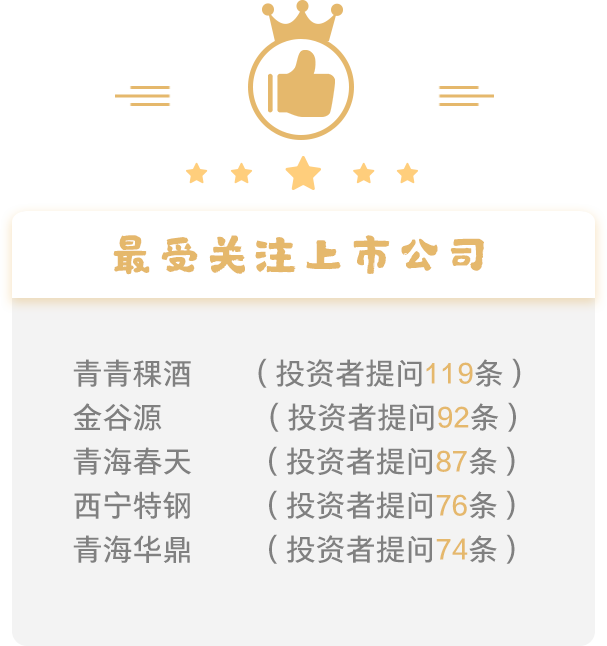 最受关注上市公司
青青稞酒 （投资者提问119条）
金谷源 （投资者提问92条）
青海春天 （投资者提问87条）
西宁特钢 （投资者提问76条）
青海华鼎 （投资者提问74条）